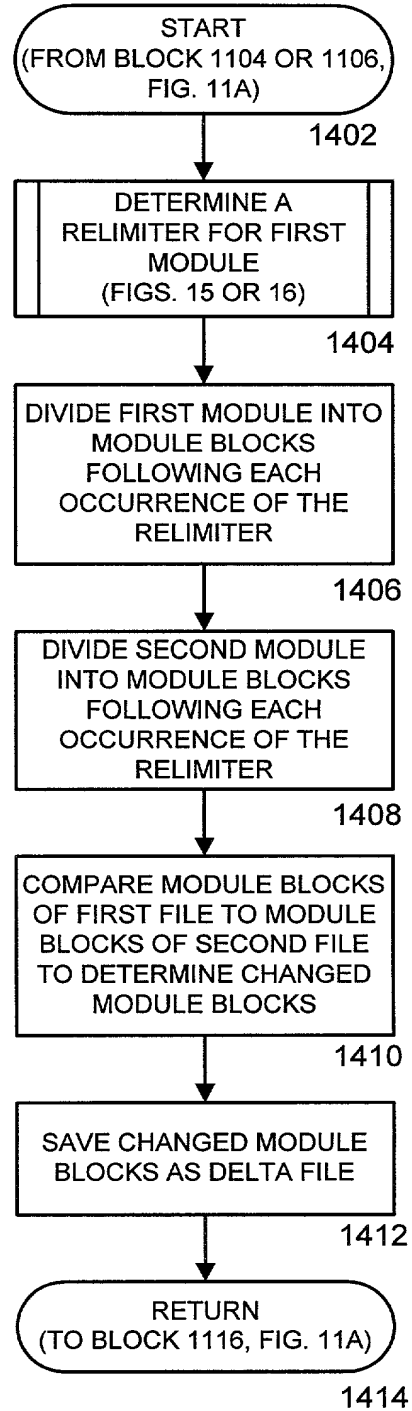 START
(FROM BLOCK 1104 OR 1106,
FIG. 11A)
1402
DETERMINE A
RELIMITER FOR FIRST
MODULE
(FIGS. 15 OR 16)
1404
DIVIDE FIRST MODULE INTO
MODULE BLOCKS
FOLLOWING EACH
OCCURRENCE OF THE
RELIMITER
1406
DIVIDE SECOND MODULE
INTO MODULE BLOCKS
FOLLOWING EACH
OCCURRENCE OF THE
RELIMITER
1408
COMPARE MODULE BLOCKS
OF FIRST FILE TO MODULE
BLOCKS OF SECOND FILE
TO DETERMINE CHANGED
MODULE BLOCKS
1410
SAVE CHANGED MODULE
BLOCKS AS DELTA FILE
1412
RETURN
(TO BLOCK 1116, FIG. 11A)
1414